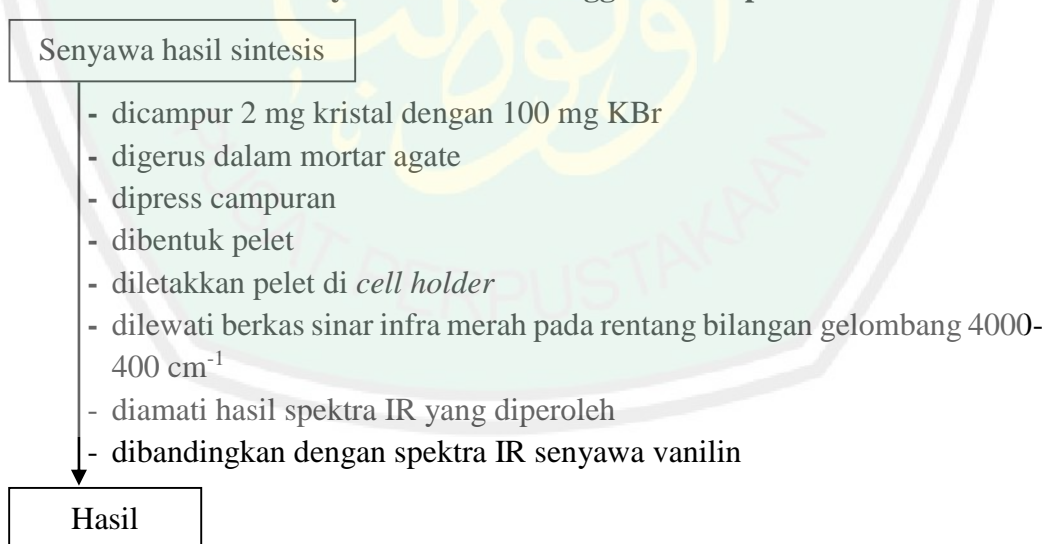 Senyawa hasil sintesis
- dicampur 2 mg kristal dengan 100 mg KBr
- digerus dalam mortar agate
- dipress campuran
- dibentuk pelet
- diletakkan pelet di cell holder
- dilewati berkas sinar infra merah pada rentang bilangan gelombang 4000-
400 cm⁻¹
- diamati hasil spektra IR yang diperoleh
- dibandingkan dengan spektra IR senyawa vanilin
Hasil